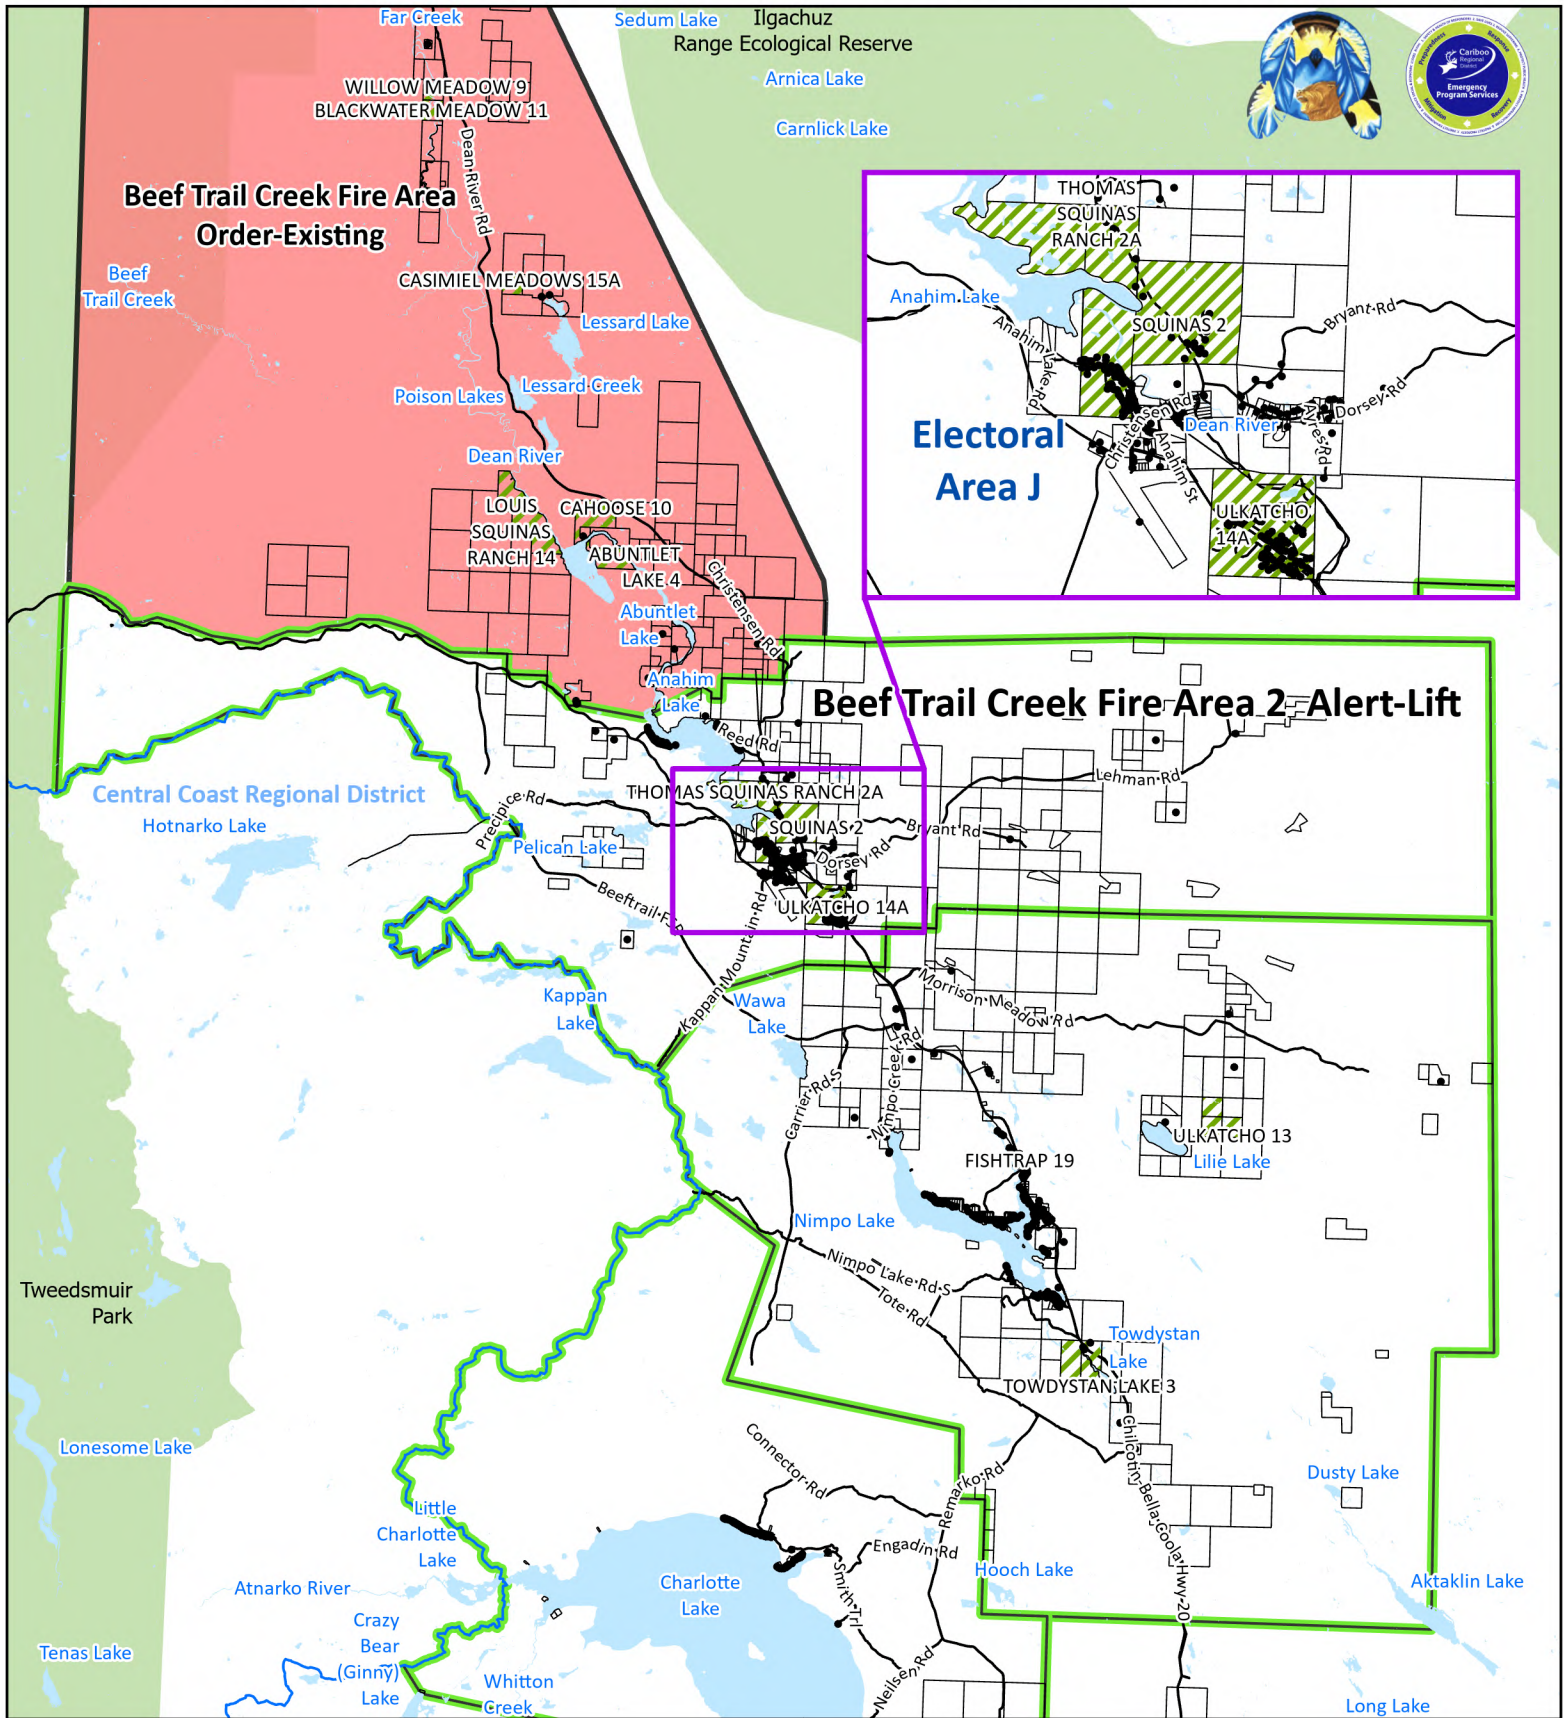 Far Creek
Sedum Lake
Ilgachuz
Range Ecological Reserve
Arnica Lake
Carnlick Lake
Cariboo
Regional
District
Emergency
Program Services
Preparedness
Response
Mitigation
Recovery
WILLOW MEADOW 9
BLACKWATER MEADOW 11
Dean River Rd
Beef Trail Creek Fire Area
Order-Existing
Beef
Trail Creek
CASIMIEL MEADOWS 15A
Lessard Lake
Lessard Creek
Poison Lakes
Dean River
LOUIS
SQUINAS
RANCH 14
CAHOOSE 10
ABUNTLET
LAKE 4
Christensen Rd
Abuntlet
Lake
Anahim
Lake
THOMAS
SQUINAS
RANCH 2A
Anahim Lake
Anahim Lake Rd
SQUINAS 2
Bryant Rd
Dorsey Rd
Christensen Rd
Dean River
Ayres Rd
Anahim St
Electoral
Area J
ULKATCHO
14A
Beef Trail Creek Fire Area 2 Alert-Lift
Reed Rd
Lehman Rd
THOMAS SQUINAS RANCH 2A
SQUINAS 2
Bryant Rd
Dorsey Rd
ULKATCHO 14A
Central Coast Regional District
Hotnarko Lake
Precipice Rd
Pelican Lake
Beeftrail F
Kappan Mountain Rd
Kappan
Lake
Wawa
Lake
Morrison Meadow Rd
Nimpo Creek Rd
Carrier Rd S
ULKATCHO 13
Lilie Lake
FISHTRAP 19
Nimpo Lake
Nimpo Lake Rd S
Tote Rd
Tweedsmuir
Park
Towdystan
Lake
TOWDYSTAN LAKE 3
Chilcotin-Bella Coola Hwy 20
Lonesome Lake
Connector Rd
Remarko Rd
Dusty Lake
Little
Charlotte
Lake
Engadin Rd
Smith Trl
Hooch Lake
Charlotte
Lake
Atnarko River
Aktaklin Lake
Crazy
Bear
(Ginny)
Lake
Tenas Lake
Whitton
Creek
Neilsen Rd
Long Lake